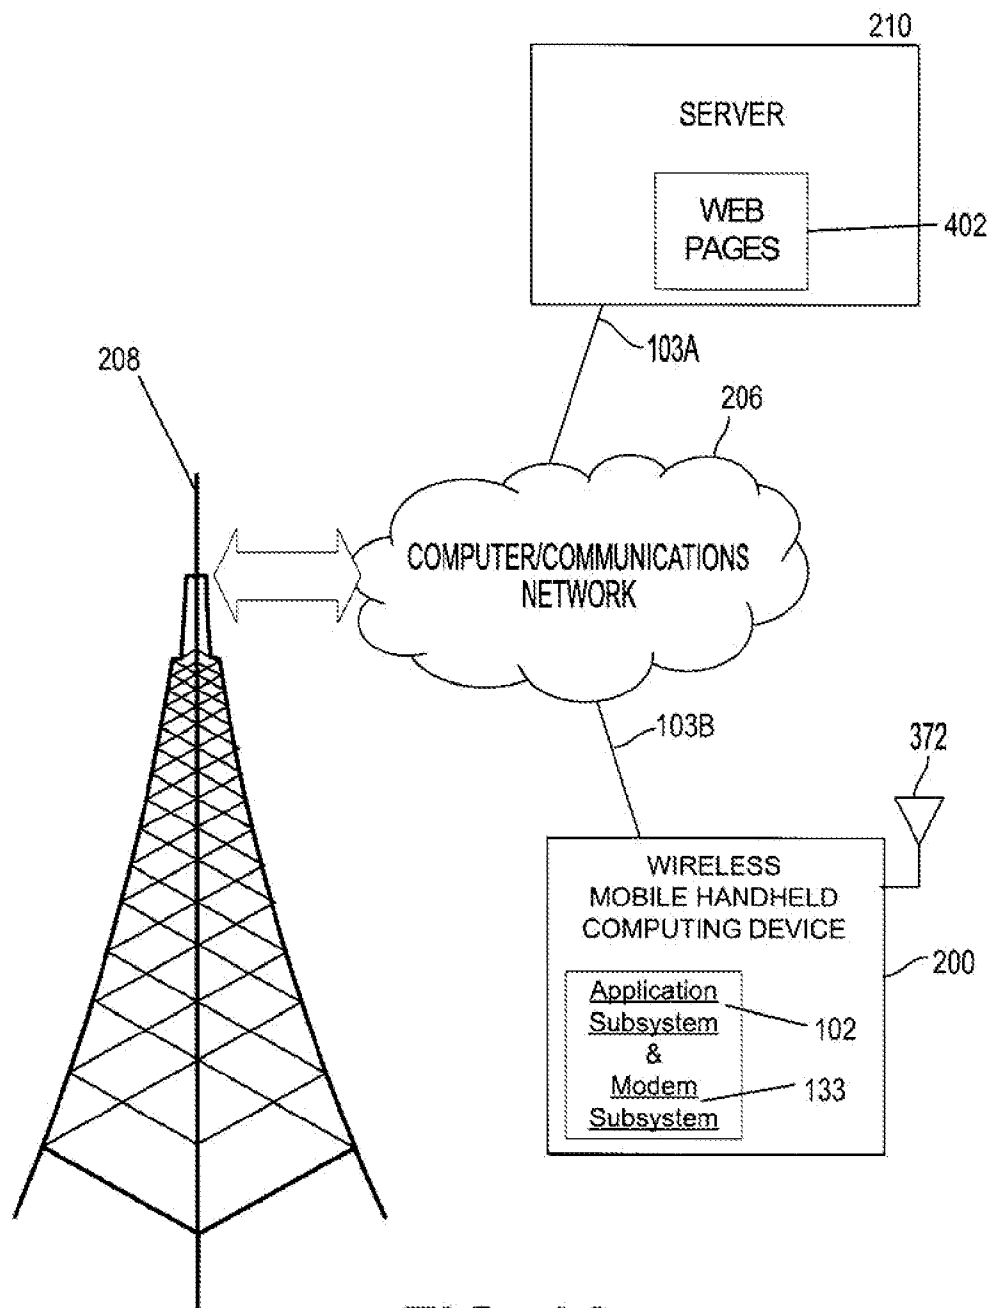 210
SERVER
WEB
PAGES
402
103A
208
206
COMPUTER/COMMUNICATIONS
NETWORK
103B
372
WIRELESS
MOBILE HANDHELD
COMPUTING DEVICE
200
Application
Subsystem
102
&
Modem
133
Subsystem